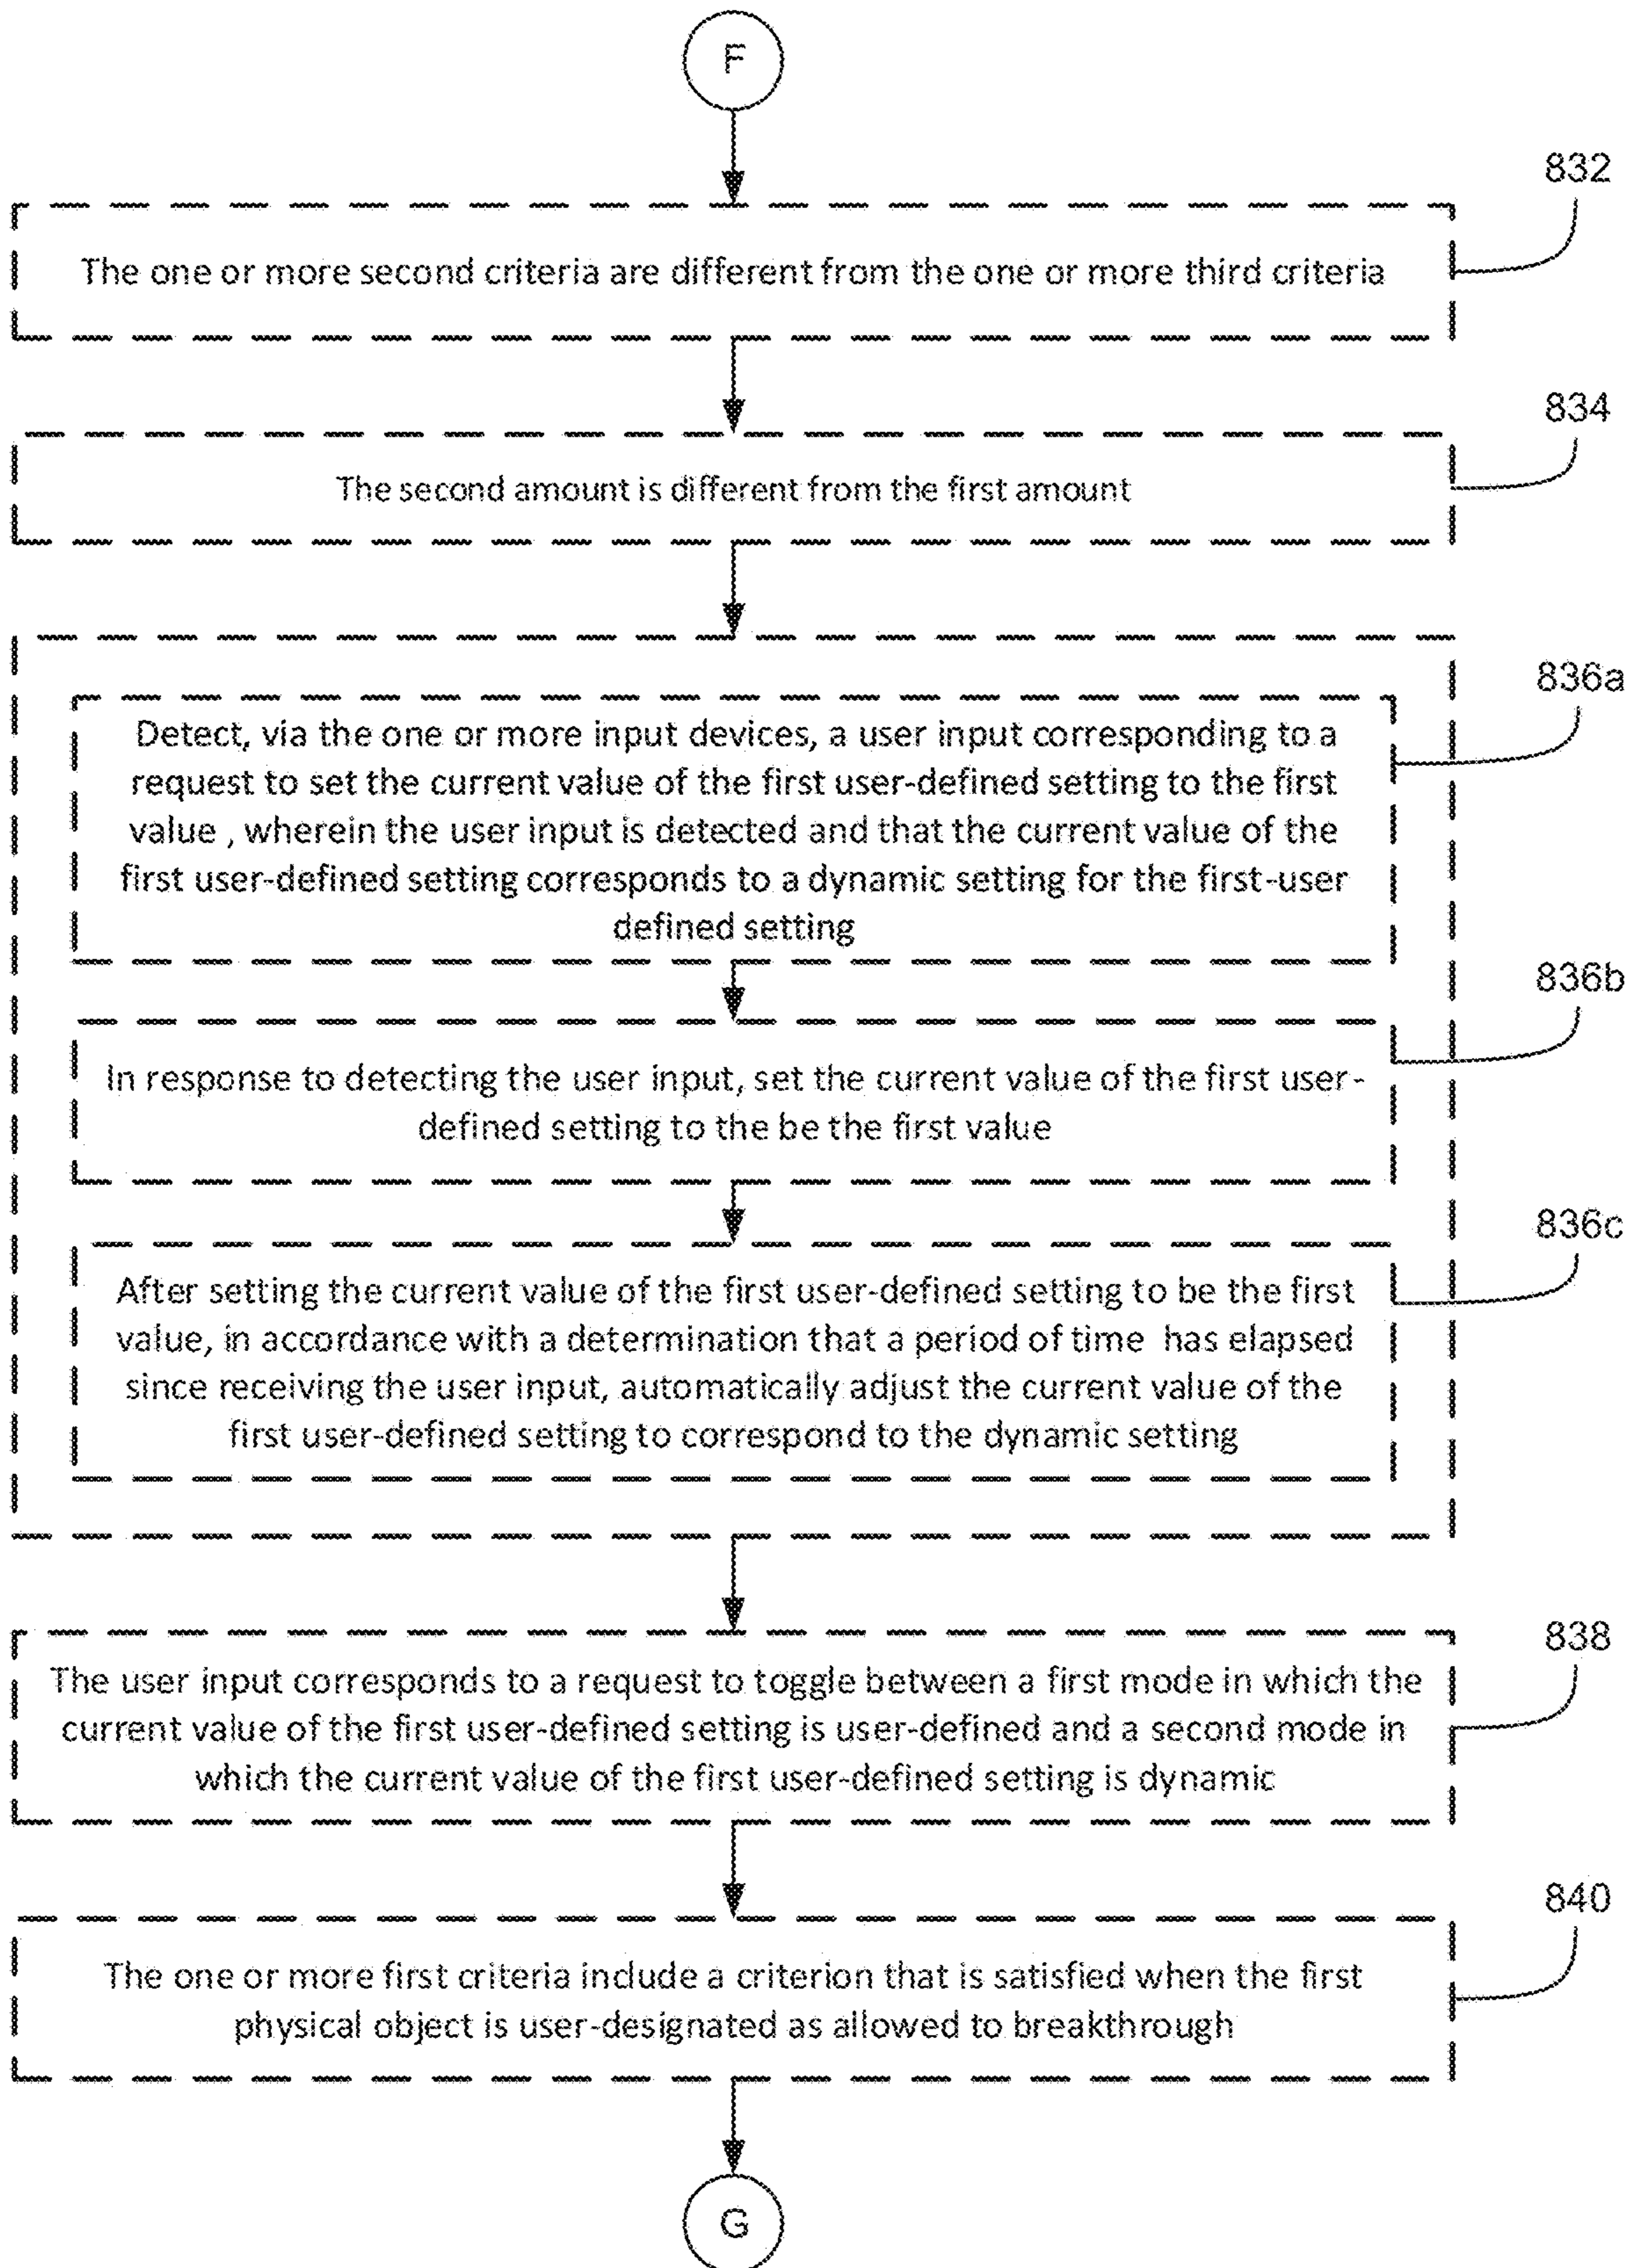 F
832
The one or more second criteria are different from the one or more third criteria
834
The second amount is different from the first amount
836a
Detect, via the one or more input devices, a user input corresponding to a
request to set the current value of the first user-defined setting to the first
value , wherein the user input is detected and that the current value of the
first user-defined setting corresponds to a dynamic setting for the first-user
defined setting
836b
In response to detecting the user input, set the current value of the first user-
defined setting to the be the first value
836c
After setting the current value of the first user-defined setting to be the first
value, in accordance with a determination that a period of time has elapsed
since receiving the user input, automatically adjust the current value of the
first user-defined setting to correspond to the dynamic setting
838
The user input corresponds to a request to toggle between a first mode in which the
current value of the first user-defined setting is user-defined and a second mode in
which the current value of the first user-defined setting is dynamic
840
The one or more first criteria include a criterion that is satisfied when the first
physical object is user-designated as allowed to breakthrough
G